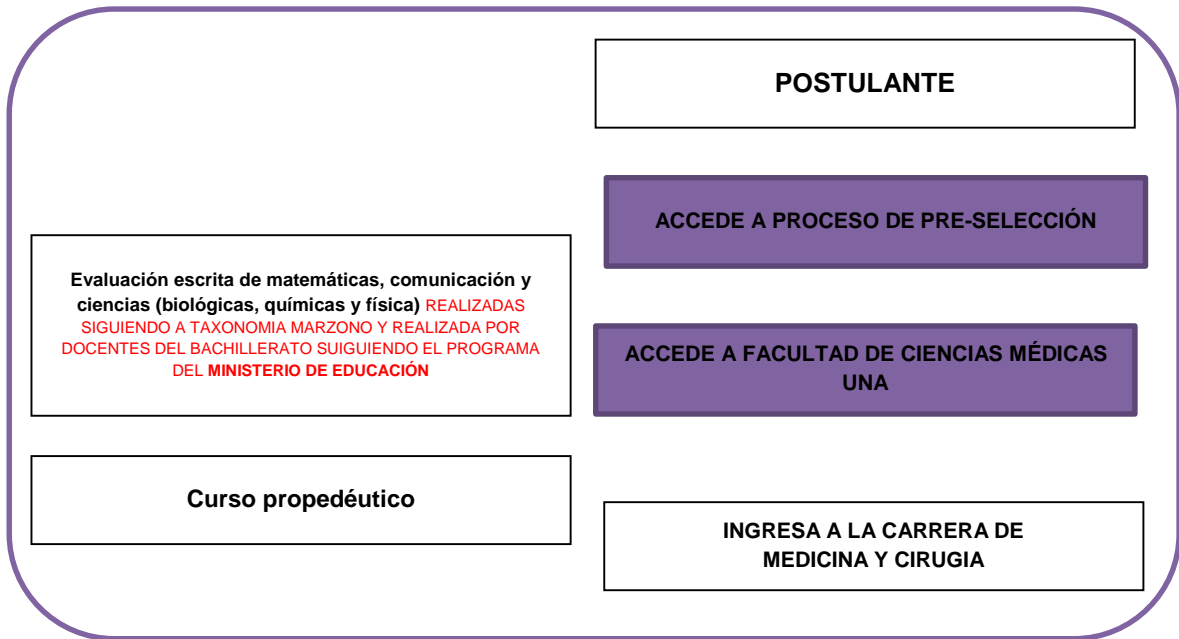 POSTULANTE
ACCEDE A PROCESO DE PRE-SELECCIÓN
Evaluación escrita de matemáticas, comunicación y
ciencias (biológicas, químicas y física) REALIZADAS
SIGUIENDO A TAXONOMIA MARZONO Y REALIZADA POR
DOCENTES DEL BACHILLERATO SUIGUIENDO EL PROGRAMA
DEL MINISTERIO DE EDUCACIÓN
ACCEDE A FACULTAD DE CIENCIAS MÉDICAS
UNA
Curso propedéutico
INGRESA A LA CARRERA DE
MEDICINA Y CIRUGIA